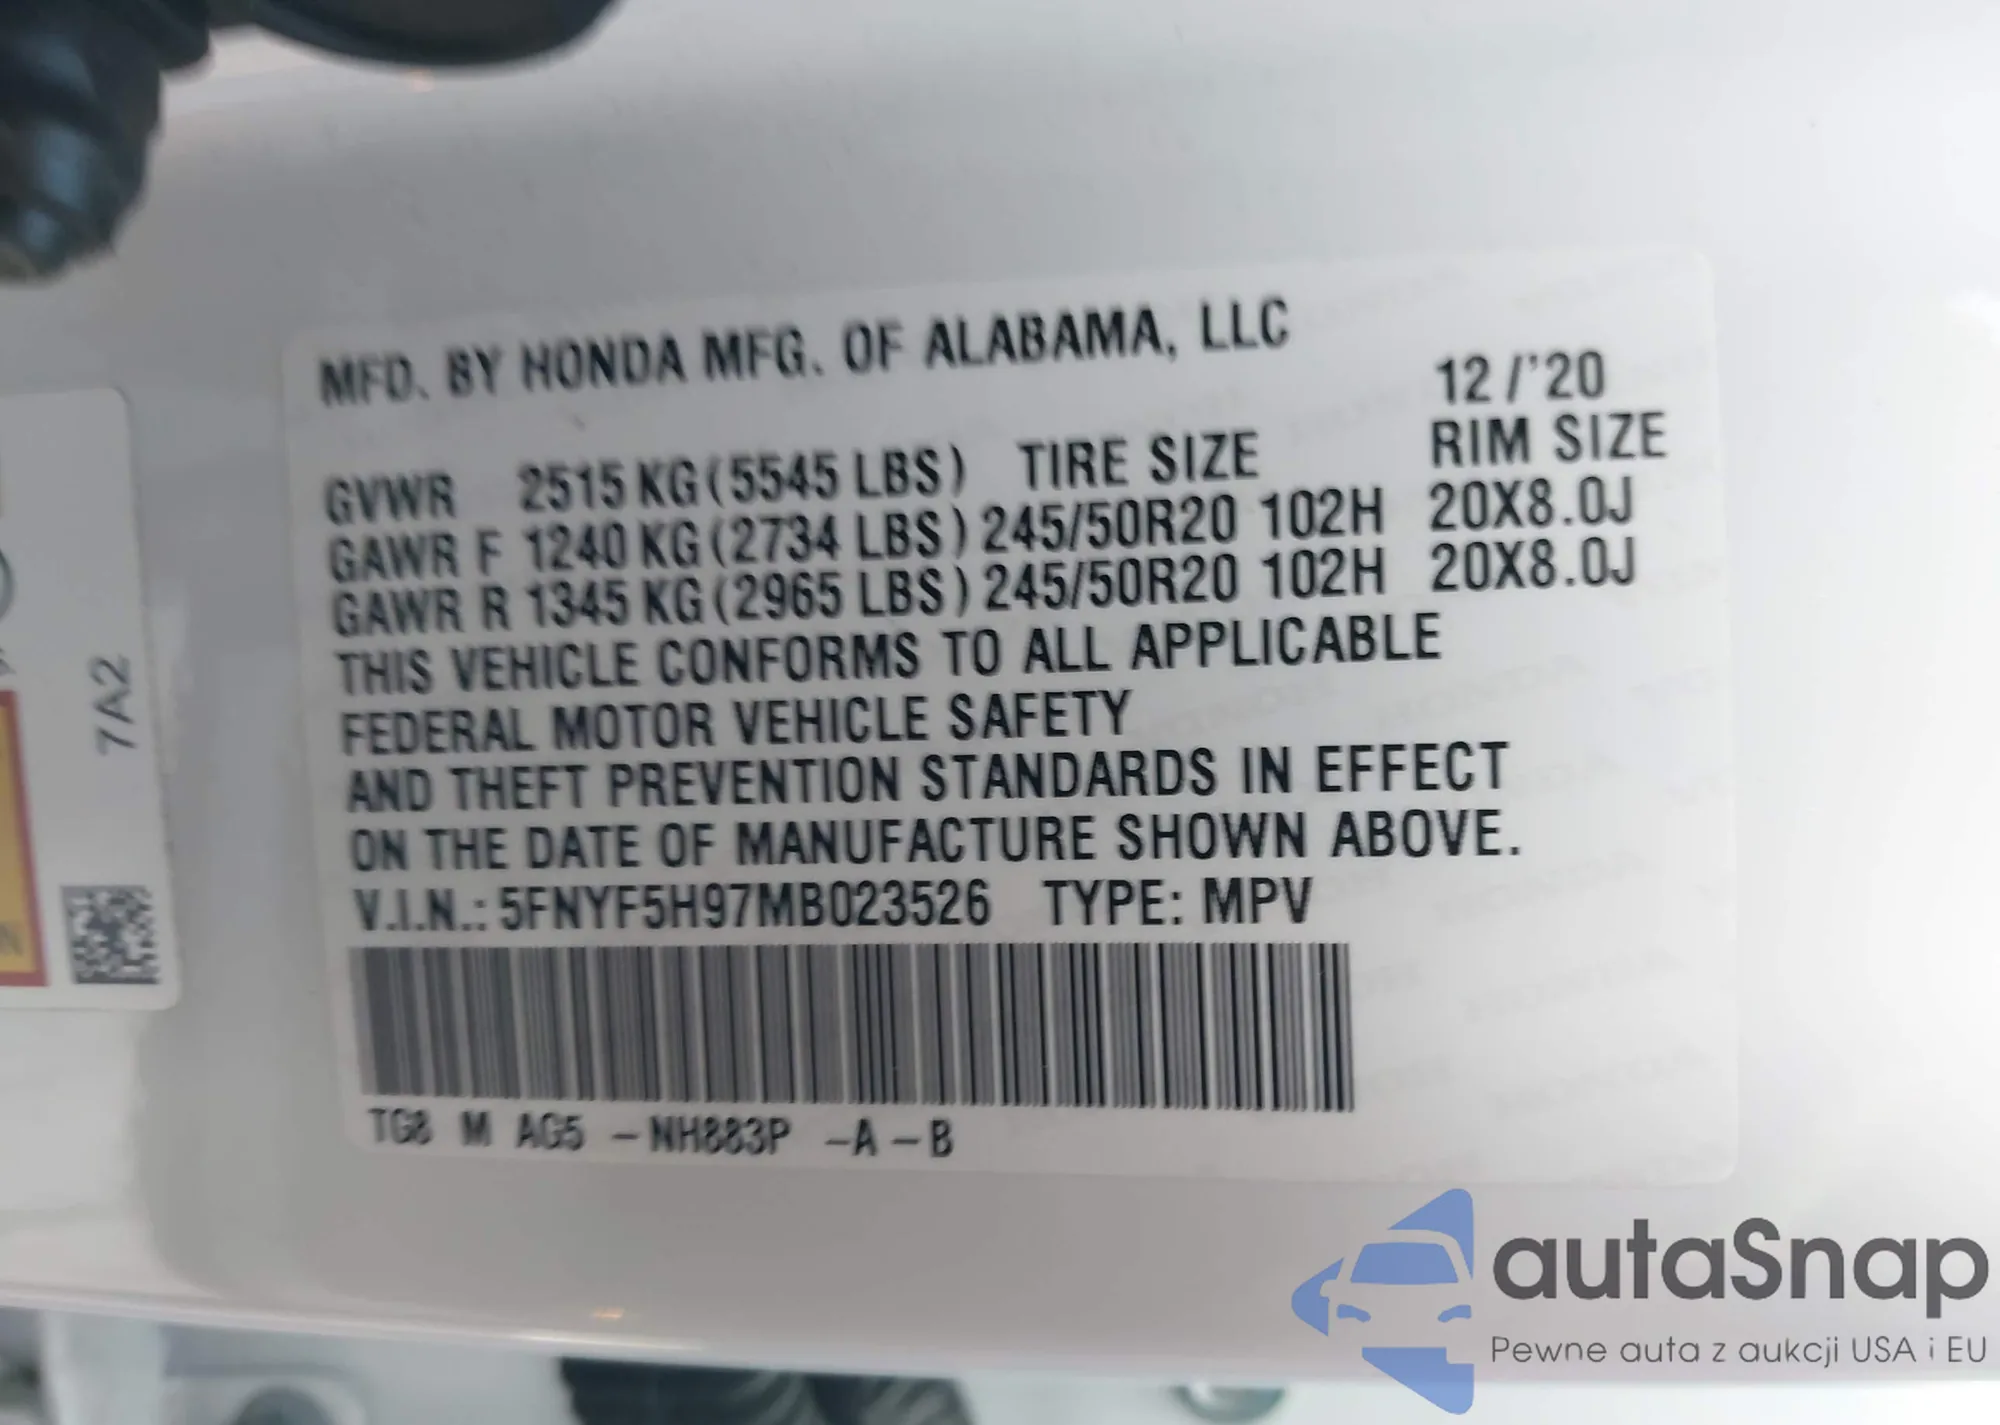 MFD. BY HONDA MFG. OF ALABAMA, LLC
12/'20
GVWR 2515 KG (5545 LBS) TIRE SIZE RIM SIZE
GAWR F 1240 KG (2734 LBS) 245/50R20 102H 20X8.0J
GAWR R 1345 KG (2965 LBS) 245/50R20 102H 20X8.0J
THIS VEHICLE CONFORMS TO ALL APPLICABLE
FEDERAL MOTOR VEHICLE SAFETY
AND THEFT PREVENTION STANDARDS IN EFFECT
ON THE DATE OF MANUFACTURE SHOWN ABOVE.
V.I.N.: 5FNYF5H97MB023526 TYPE: MPV
TG8 M AG5 -NH883P -A -B
7A2
autaSnap
Pewne auta z aukcji USA i EU